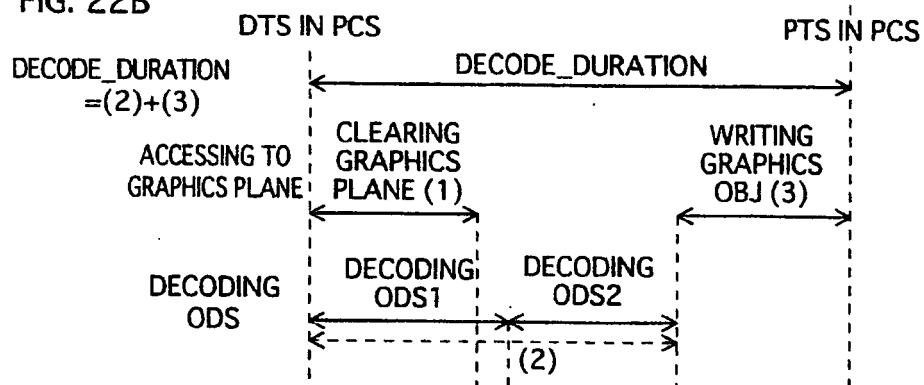 FIG. 22B
DTS IN PCS
PTS IN PCS
DECODE_DURATION
=(2)+(3)
DECODE_DURATION
ACCESSING TO
GRAPHICS PLANE
CLEARING
GRAPHICS
PLANE (1)
WRITING
GRAPHICS
OBJ (3)
DECODING
ODS
DECODING
ODS1
DECODING
ODS2
(2)